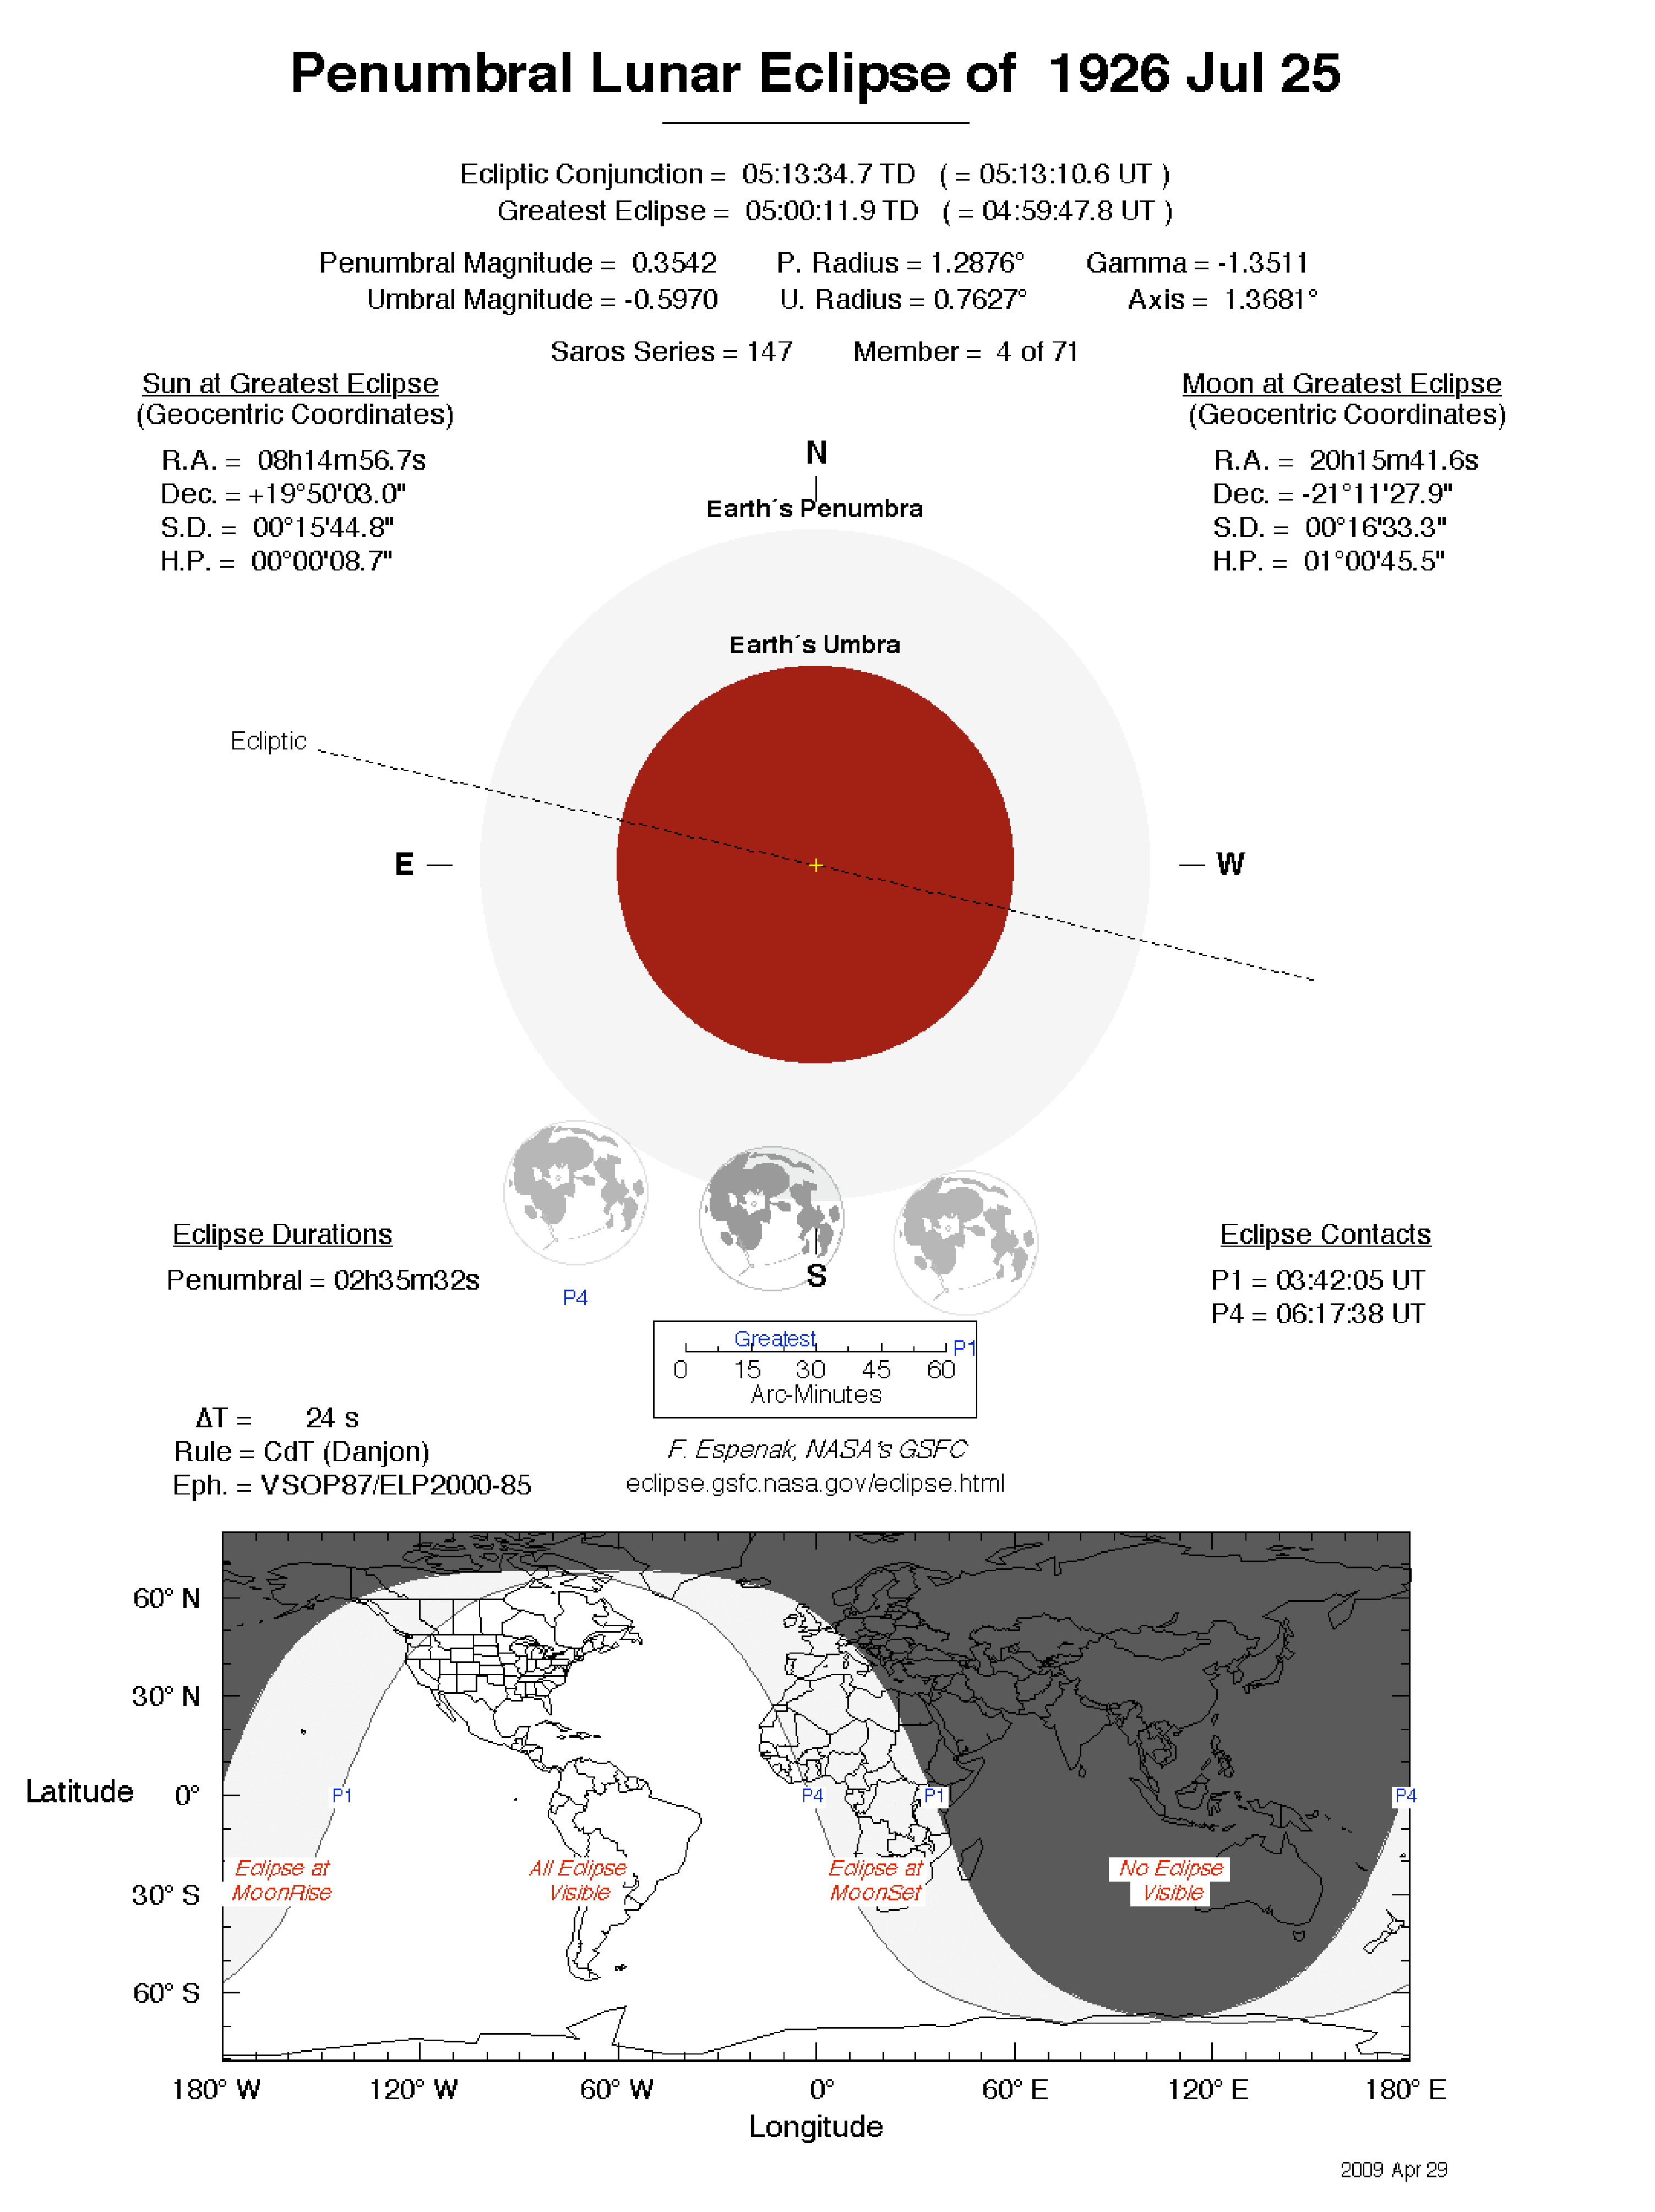 Penumbral Lunar Eclipse of 1926 Jul 25
Ecliptic Conjunction = 05:13:34.7 TD ( = 05:13:10.6 UT )
Greatest Eclipse = 05:00:11.9 TD ( = 04:59:47.8 UT )
Penumbral Magnitude = 0.3542 P. Radius = 1.2876° Gamma = -1.3511
Umbral Magnitude = -0.5970 U. Radius = 0.7627° Axis = 1.3681°
Saros Series = 147 Member = 4 of 71
Sun at Greatest Eclipse
(Geocentric Coordinates)
R.A. = 08h14m56.7s
Dec. = +19°50'03.0"
S.D. = 00°15'44.8"
H.P. = 00°00'08.7"
Moon at Greatest Eclipse
(Geocentric Coordinates)
R.A. = 20h15m41.6s
Dec. = -21°11'27.9"
S.D. = 00°16'33.3"
H.P. = 01°00'45.5"
N
Earth´s Penumbra
Earth´s Umbra
Ecliptic
E
W
S
Eclipse Durations
Penumbral = 02h35m32s
Eclipse Contacts
P1 = 03:42:05 UT
P4 = 06:17:38 UT
P4
Greatest
P1
0 15 30 45 60
Arc-Minutes
ΔT = 24 s
Rule = CdT (Danjon)
Eph. = VSOP87/ELP2000-85
F. Espenak, NASA's GSFC
eclipse.gsfc.nasa.gov/eclipse.html
60° N
30° N
Latitude
0°
30° S
60° S
P1
P4
P1
P4
Eclipse at
MoonRise
All Eclipse
Visible
Eclipse at
MoonSet
No Eclipse
Visible
180° W 120° W 60° W 0° 60° E 120° E 180° E
Longitude
2009 Apr 29